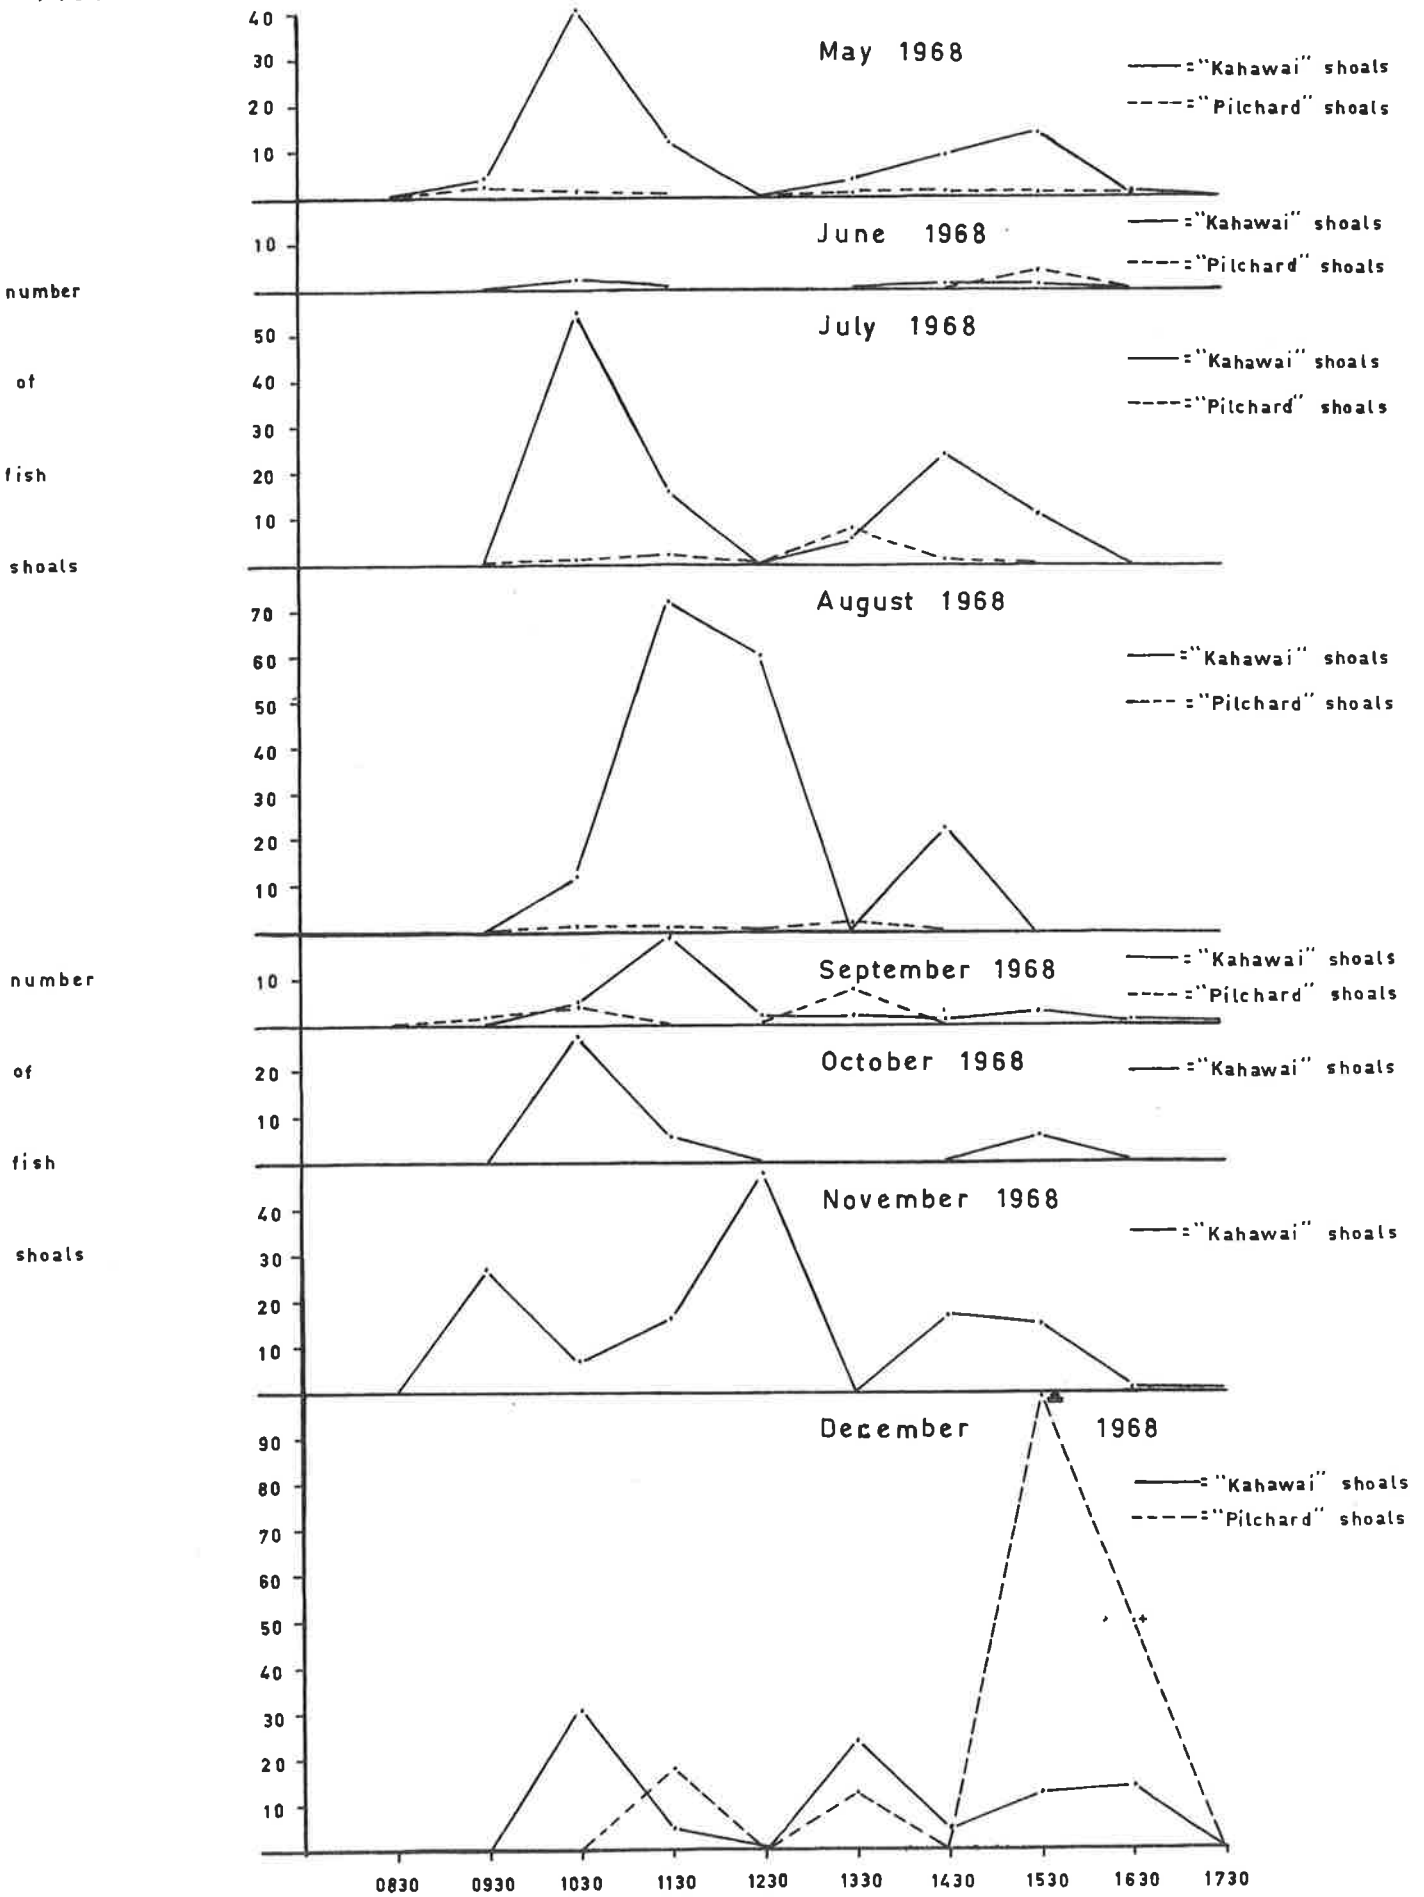 40
30
20
10
May 1968
="Kahawai" shoals
="Pilchard" shoals
10
June 1968
="Kahawai" shoals
="Pilchard" shoals
number
of
fish
shoals
50
40
30
20
10
July 1968
="Kahawai" shoals
="Pilchard" shoals
70
60
50
40
30
20
10
August 1968
="Kahawai" shoals
="Pilchard" shoals
10
September 1968
="Kahawai" shoals
="Pilchard" shoals
number
of
fish
shoals
20
10
October 1968
="Kahawai" shoals
40
30
20
10
November 1968
="Kahawai" shoals
90
80
70
60
50
40
30
20
10
December 1968
="Kahawai" shoals
="Pilchard" shoals
0830 0930 1030 1130 1230 1330 1430 1530 1630 1730